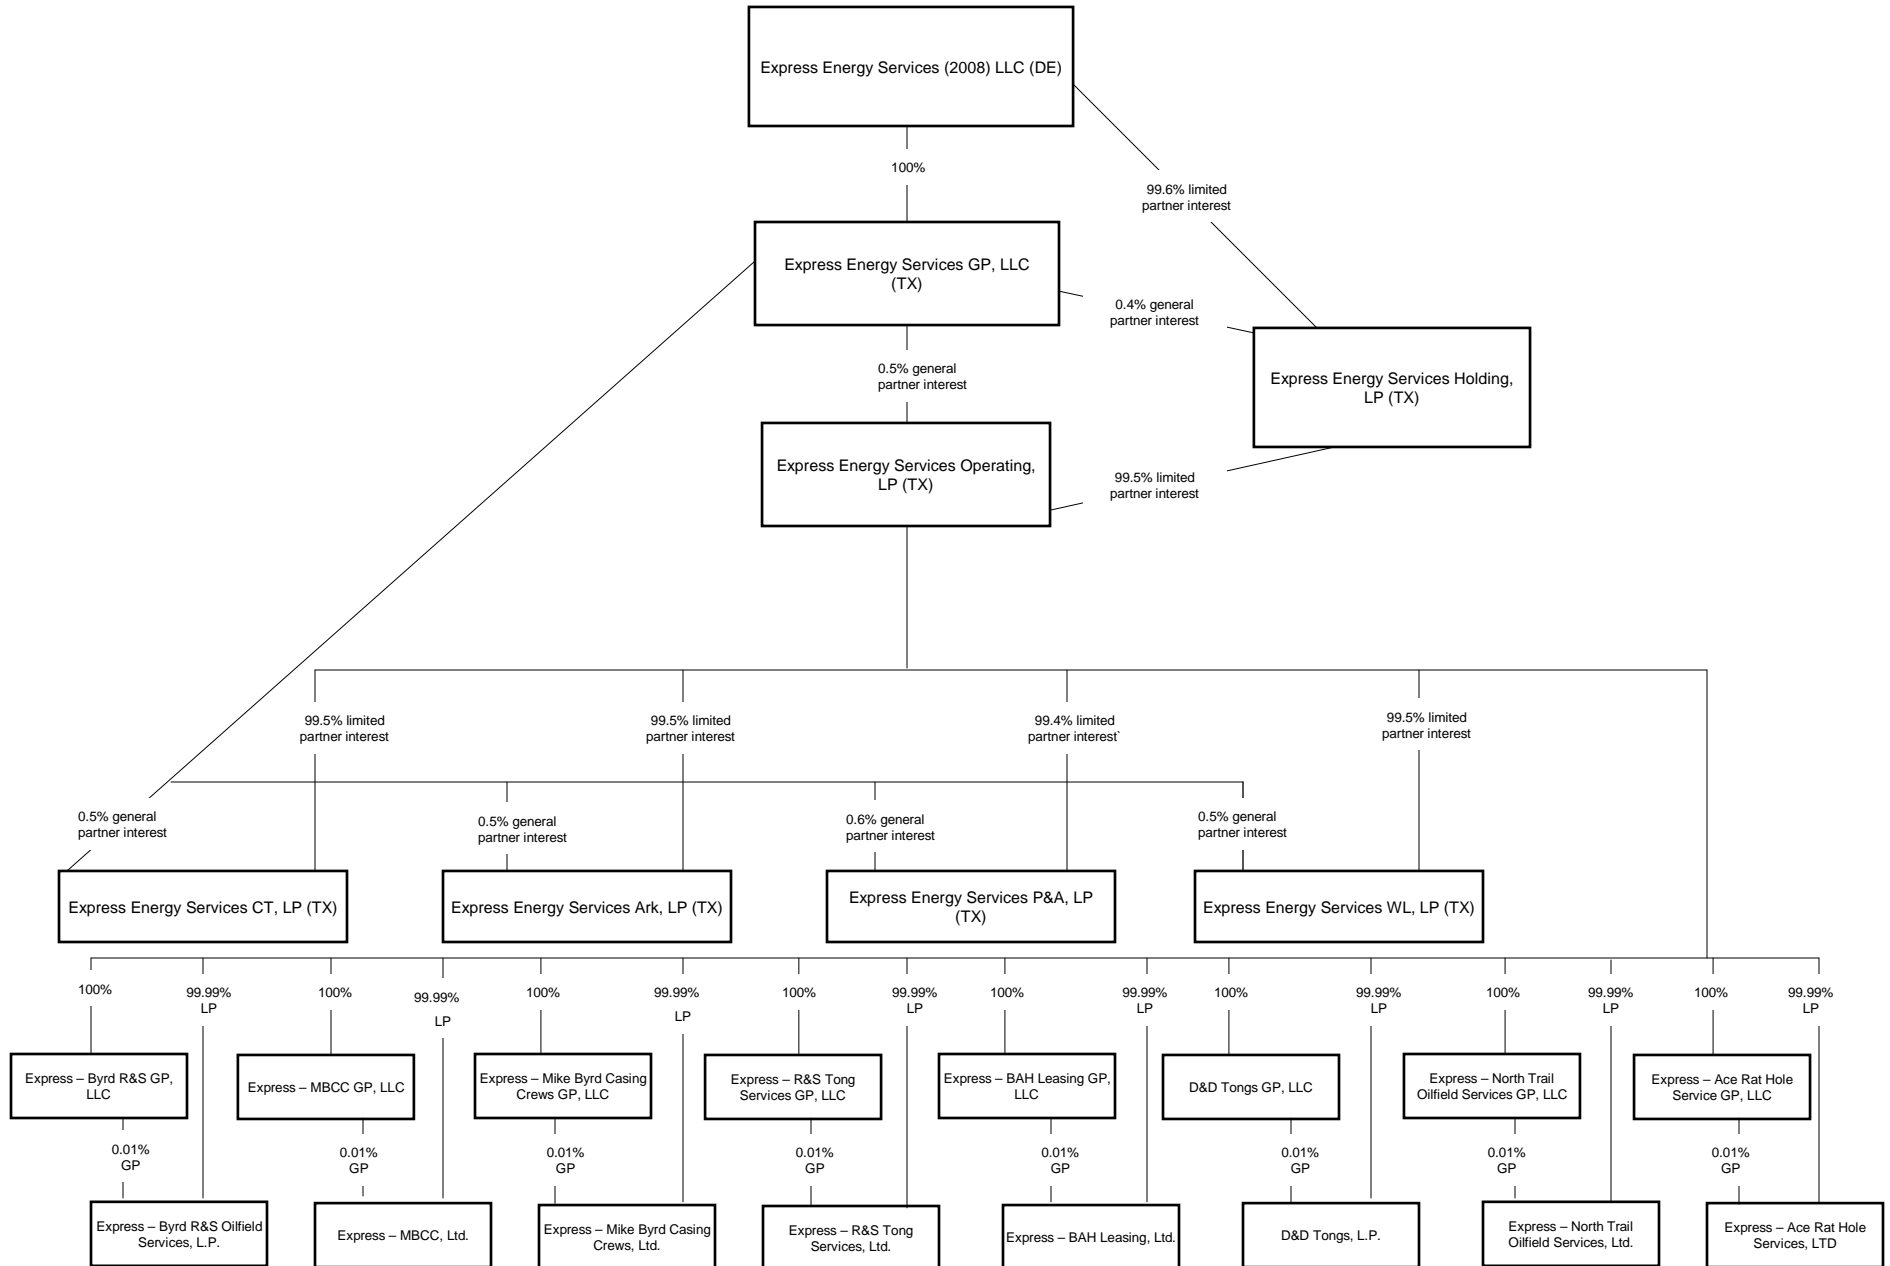 Express Energy Services (2008) LLC (DE)
100%
99.6% limited
partner interest
Express Energy Services GP, LLC
(TX)
0.4% general
partner interest
0.5% general
partner interest
Express Energy Services Holding,
LP (TX)
Express Energy Services Operating,
LP (TX)
99.5% limited
partner interest
99.5% limited
partner interest
99.5% limited
partner interest
99.4% limited
partner interest`
99.5% limited
partner interest
0.5% general
partner interest
0.5% general
partner interest
0.6% general
partner interest
0.5% general
partner interest
Express Energy Services CT, LP (TX)
Express Energy Services Ark, LP (TX)
Express Energy Services P&A, LP
(TX)
Express Energy Services WL, LP (TX)
100%
99.99%
LP
100%
99.99%
LP
100%
99.99%
LP
100%
99.99%
LP
100%
99.99%
LP
100%
99.99%
LP
100%
99.99%
LP
100%
99.99%
LP
Express – Byrd R&S GP,
LLC
Express – MBCC GP, LLC
Express – Mike Byrd Casing
Crews GP, LLC
Express – R&S Tong
Services GP, LLC
Express – BAH Leasing GP,
LLC
D&D Tongs GP, LLC
Express – North Trail
Oilfield Services GP, LLC
Express – Ace Rat Hole
Service GP, LLC
0.01%
GP
0.01%
GP
0.01%
GP
0.01%
GP
0.01%
GP
0.01%
GP
0.01%
GP
0.01%
GP
Express – Byrd R&S Oilfield
Services, L.P.
Express – MBCC, Ltd.
Express – Mike Byrd Casing
Crews, Ltd.
Express – R&S Tong
Services, Ltd.
Express – BAH Leasing, Ltd.
D&D Tongs, L.P.
Express – North Trail
Oilfield Services, Ltd.
Express – Ace Rat Hole
Services, LTD